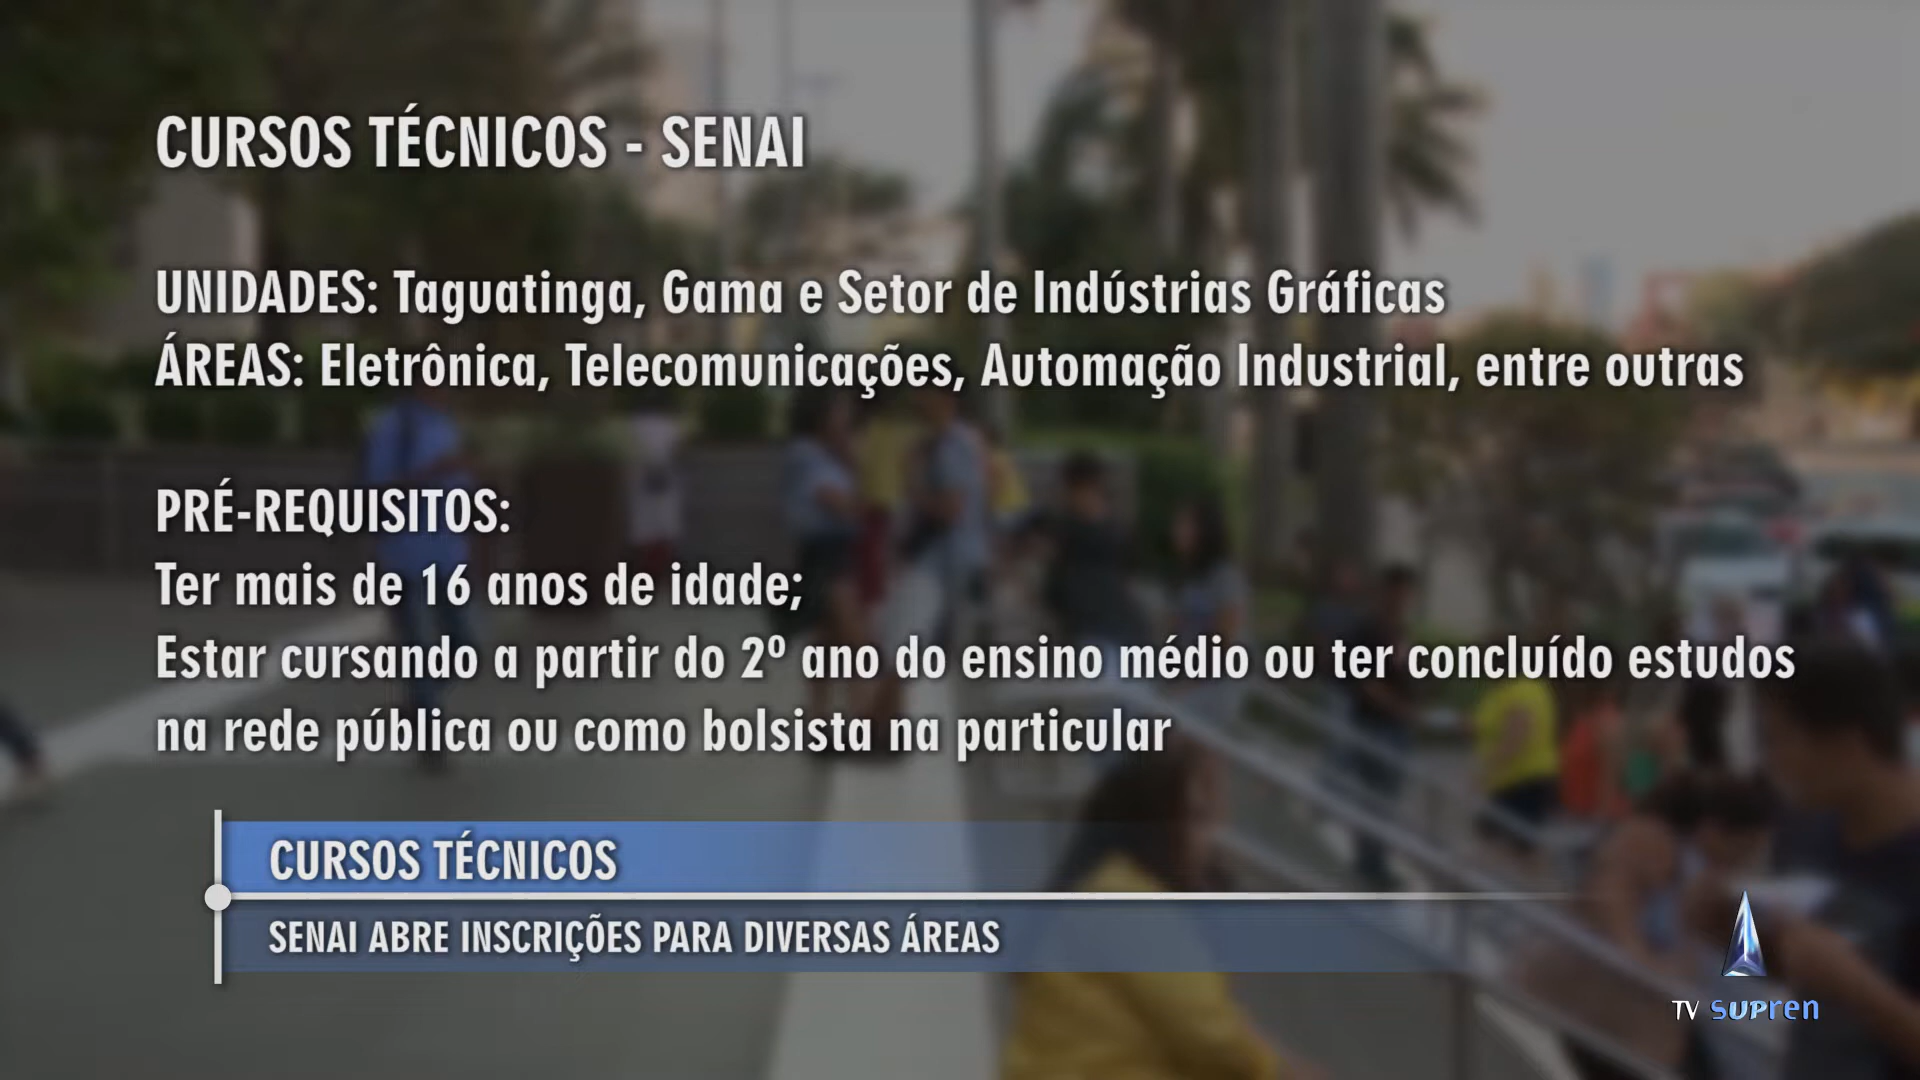 CURSOS TÉCNICOS - SENAI
UNIDADES: Taguatinga, Gama e Setor de Indústrias Gráficas
ÁREAS: Eletrônica, Telecomunicações, Automação Industrial, entre outras
PRÉ-REQUISITOS:
Ter mais de 16 anos de idade;
Estar cursando a partir do 2º ano do ensino médio ou ter concluído estudos
na rede pública ou como bolsista na particular
CURSOS TÉCNICOS
SENAI ABRE INSCRIÇÕES PARA DIVERSAS ÁREAS
TV SUPren